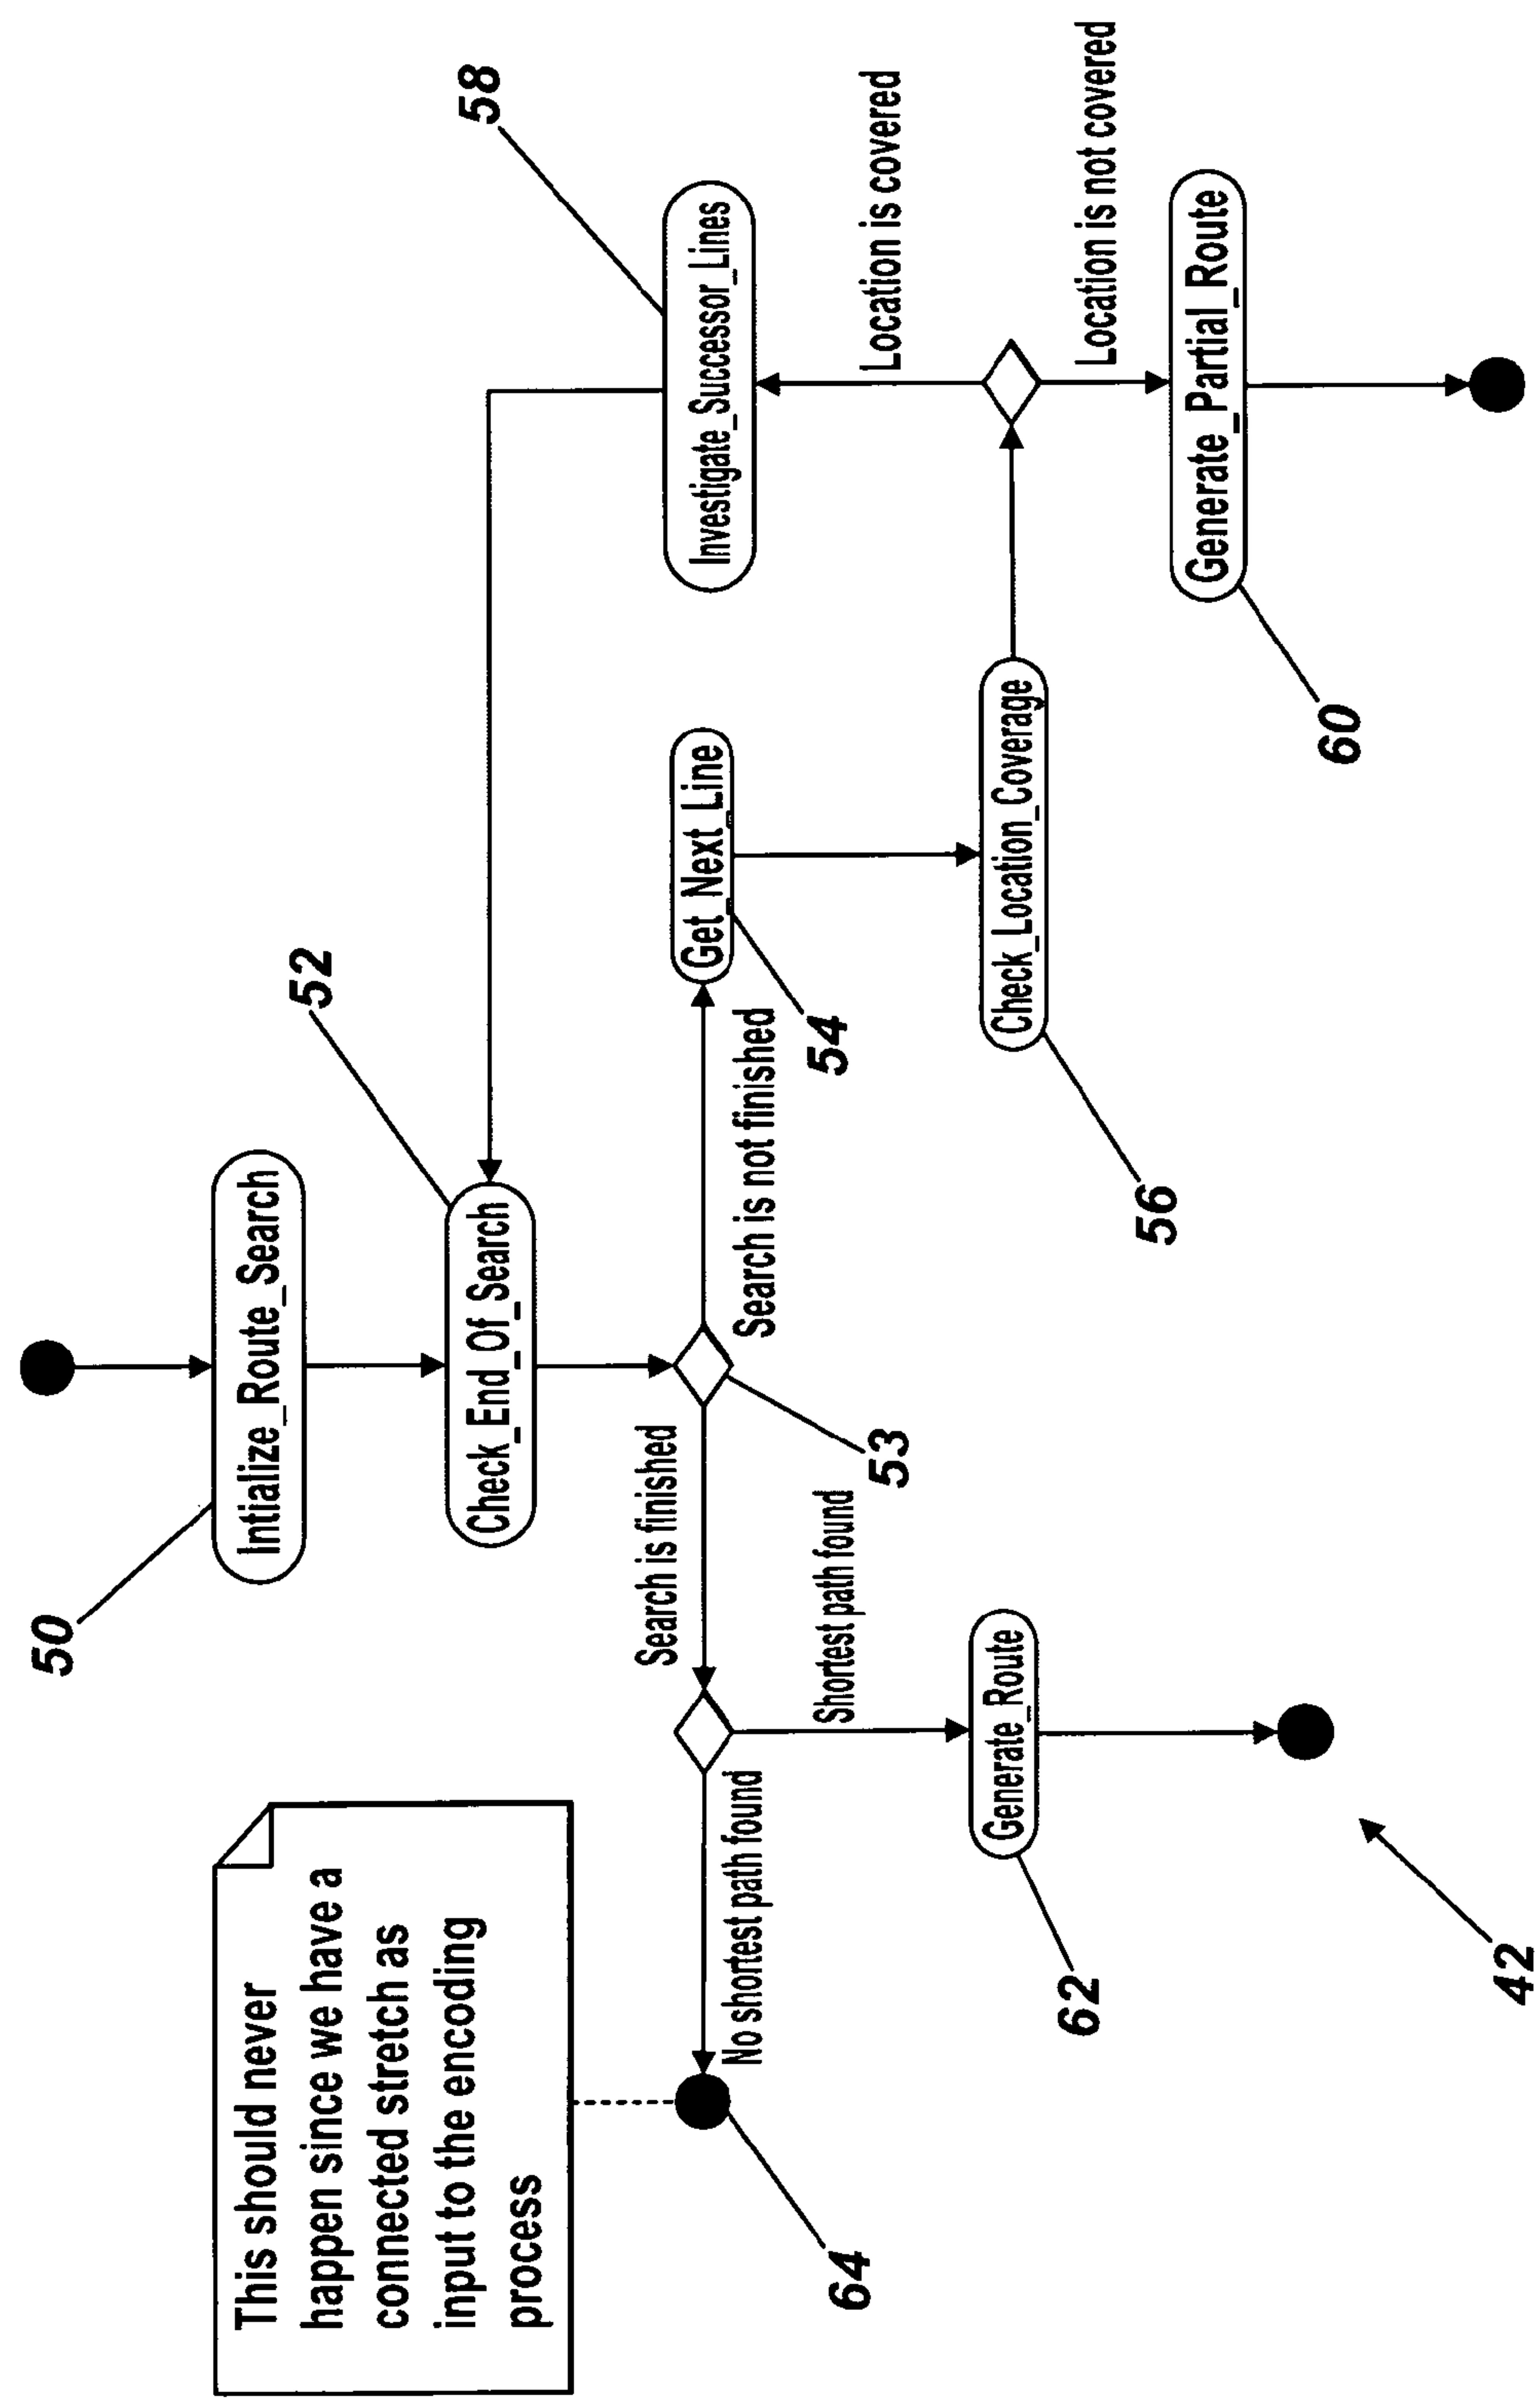 This should never
happen since we have a
connected stretch as
input to the encoding
process
50
Intialize_Route_Search
52
Check_End_Of_Search
58
Investigate_Successor_Lines
Search is finished
53
Search is not finished
Get_Next_Line
54
64
No shortest path found
Shortest path found
Location is covered
Generate_Route
62
Check_Location_Coverage
56
Location is not covered
Generate_Partial_Route
60
42